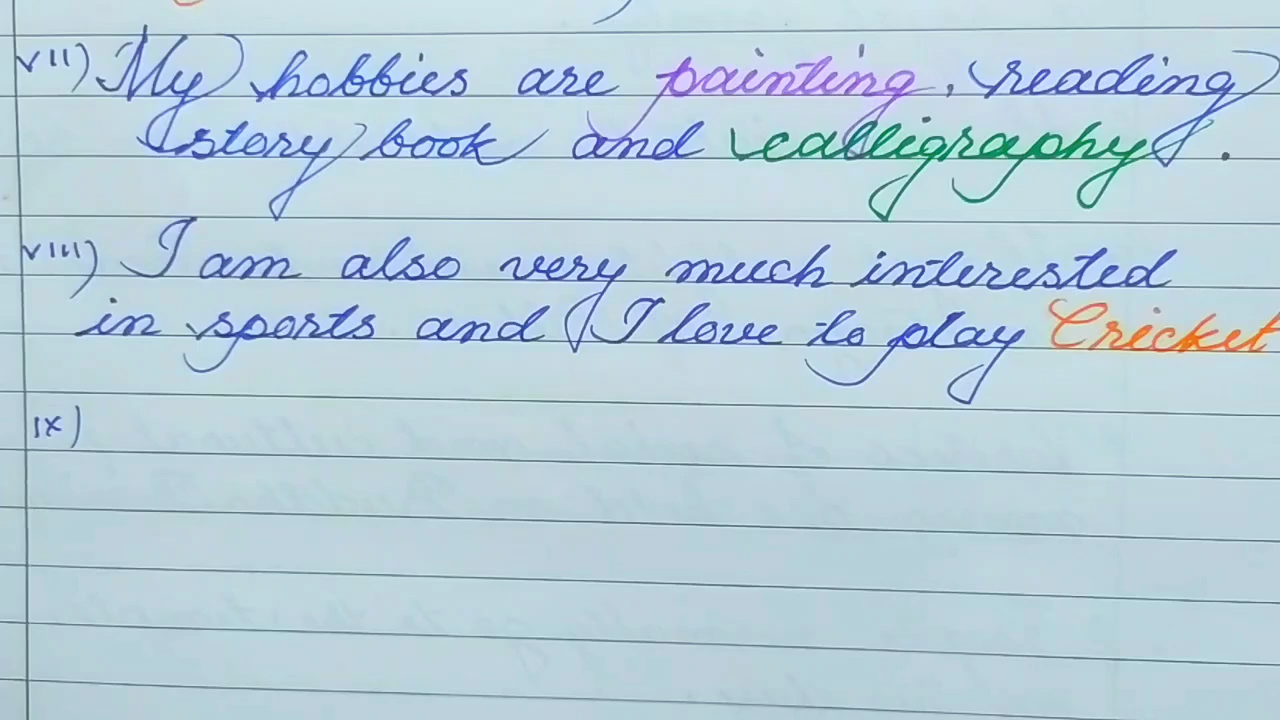 vii) My hobbies are painting, reading
story book and calligraphy.
viii) I am also very much interested
in sports and I love to play Cricket
ix)